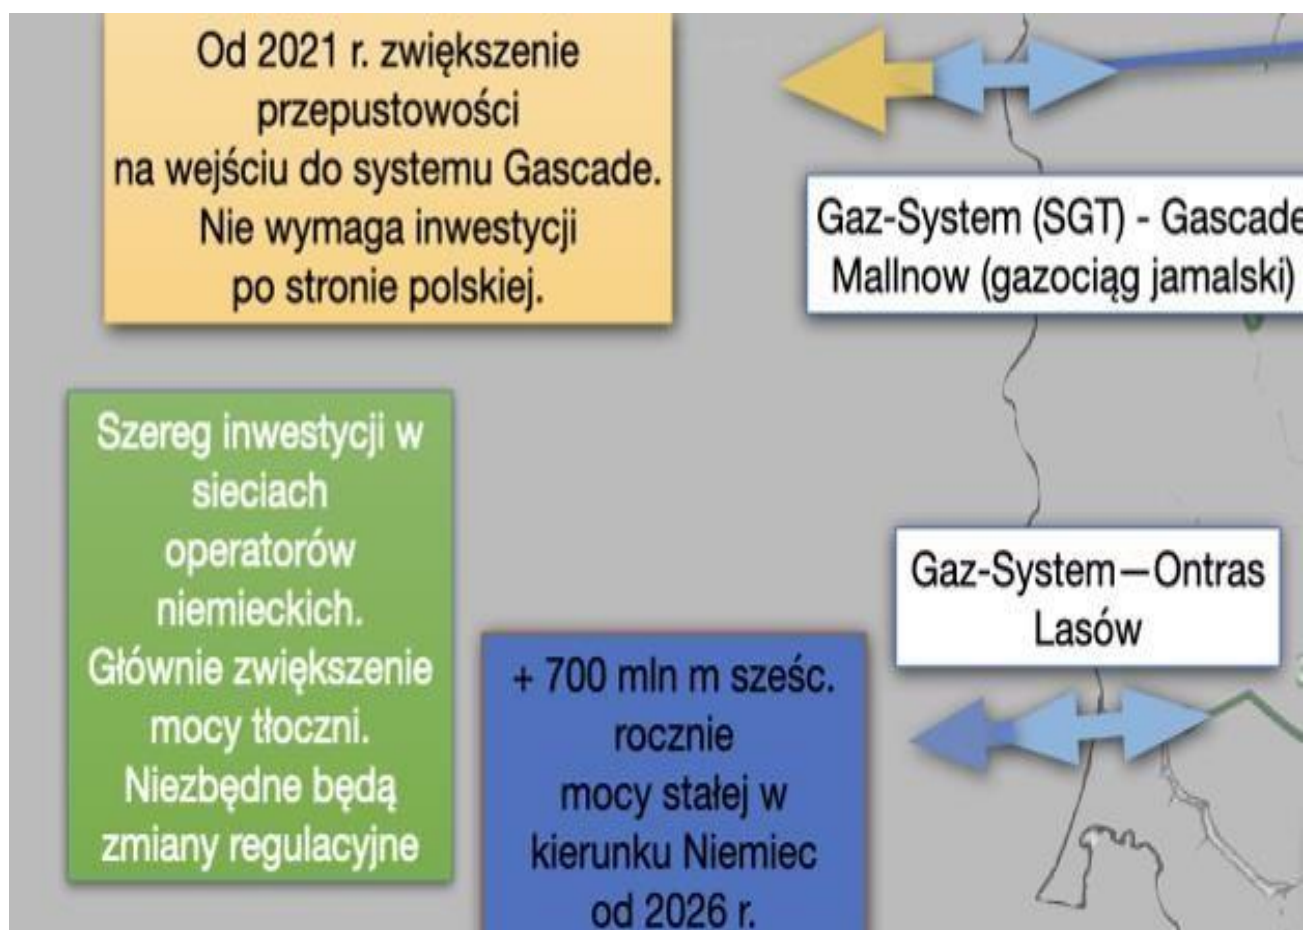 Od 2021 r. zwiększenie
przepustowości
na wejściu do systemu Gascade.
Nie wymaga inwestycji
po stronie polskiej.
Gaz-System (SGT) - Gascade
Mallnow (gazociąg jamalski)
Szereg inwestycji w
sieciach
operatorów
niemieckich.
Głównie zwiększenie
mocy tłoczni.
Niezbędne będą
zmiany regulacyjne
Gaz-System—Ontras
Lasów
+ 700 mln m sześc.
rocznie
mocy stałej w
kierunku Niemiec
od 2026 r.